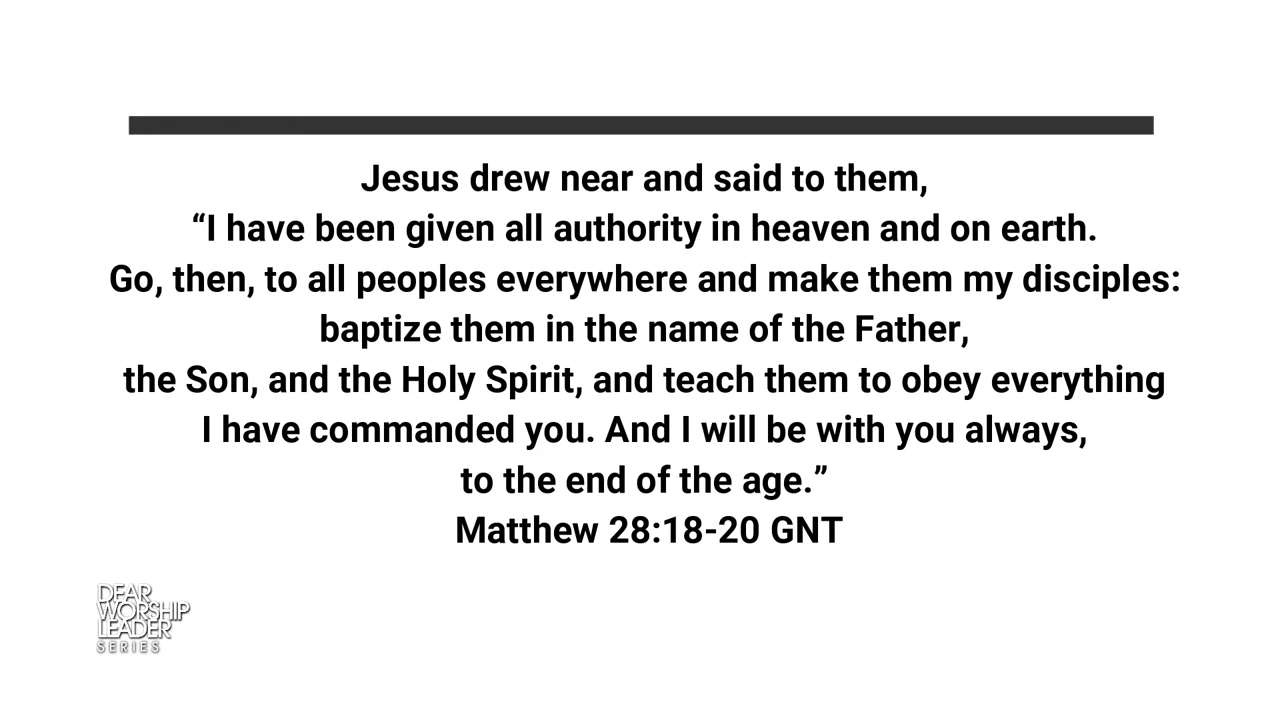 Jesus drew near and said to them,
“I have been given all authority in heaven and on earth.
Go, then, to all peoples everywhere and make them my disciples:
baptize them in the name of the Father,
the Son, and the Holy Spirit, and teach them to obey everything
I have commanded you. And I will be with you always,
to the end of the age.”
Matthew 28:18-20 GNT
DEAR
WORSHIP
LEADER
SERIES